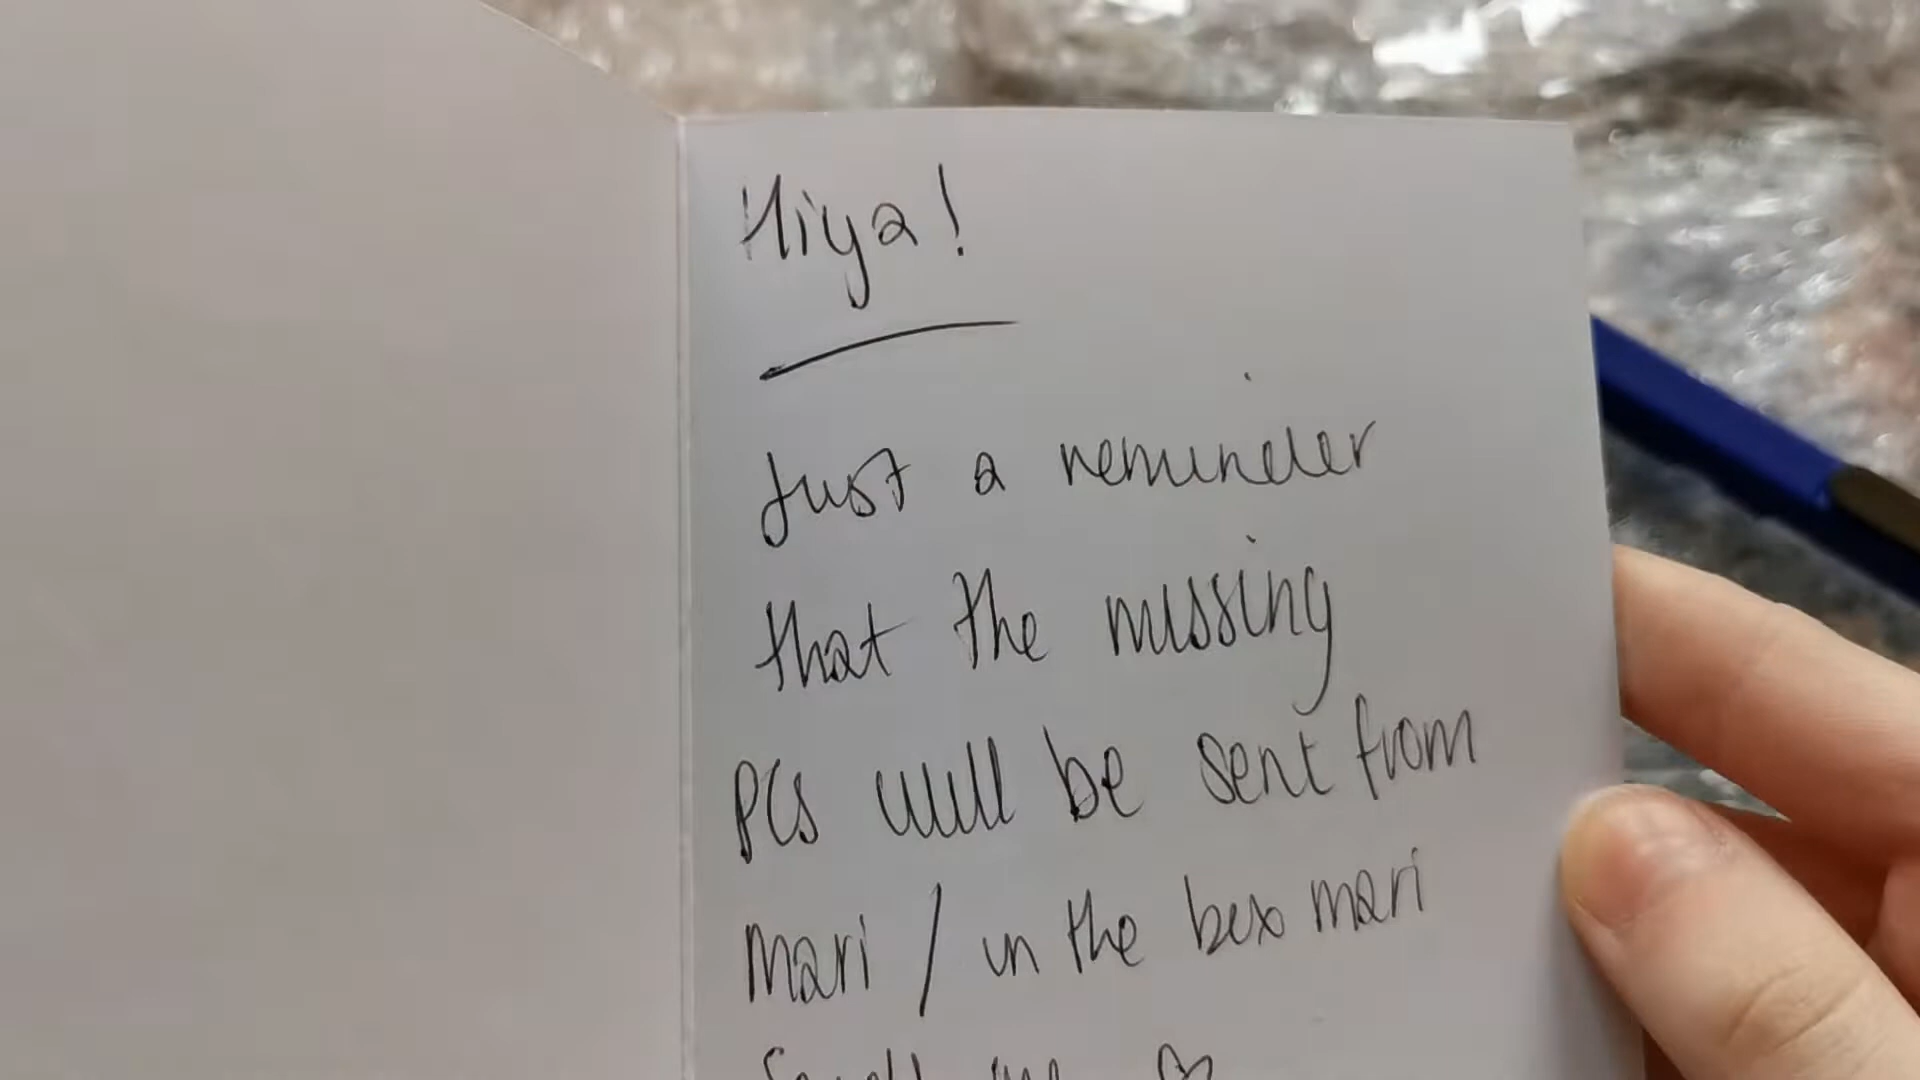 Hiya!
Just a reminder
that the missing
PCs will be sent from
mari / in the box mari